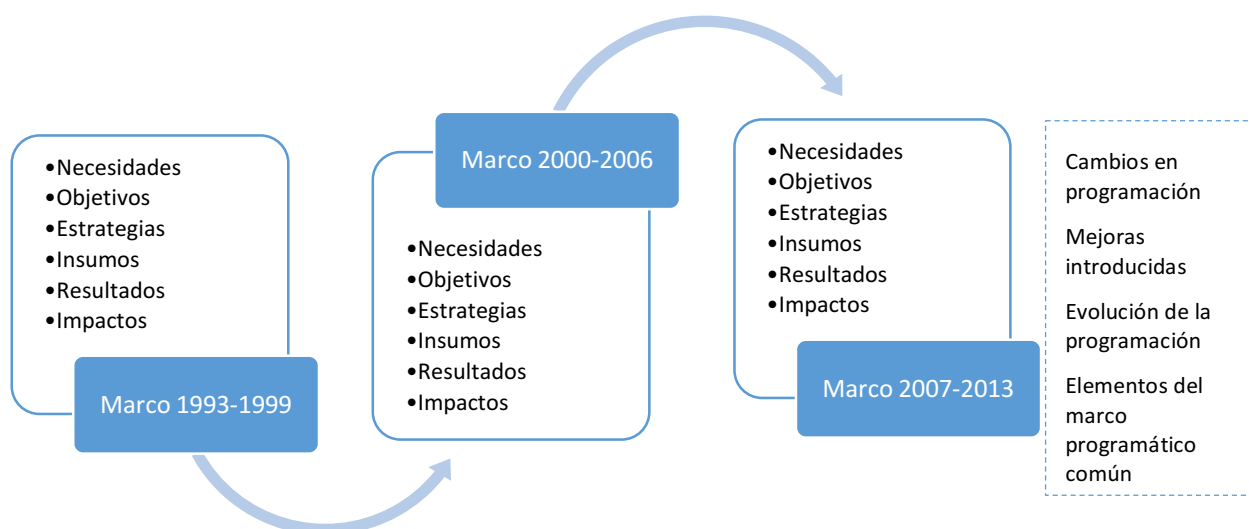 •Necesidades
•Objetivos
•Estrategias
•Insumos
•Resultados
•Impactos
Marco 1993-1999
Marco 2000-2006
•Necesidades
•Objetivos
•Estrategias
•Insumos
•Resultados
•Impactos
•Necesidades
•Objetivos
•Estrategias
•Insumos
•Resultados
•Impactos
Marco 2007-2013
Cambios en
programación
Mejoras
introducidas
Evolución de la
programación
Elementos del
marco
programático
común